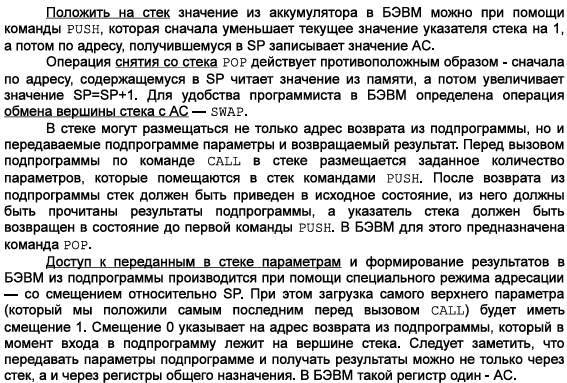 Положить на стек значение из аккумулятора в БЭВМ можно при помощи
команды PUSH, которая сначала уменьшает текущее значение указателя стека на 1,
а потом по адресу, получившемуся в SP записывает значение АС.
Операция снятия со стека POP действует противоположным образом - сначала
по адресу, содержащемуся в SP читает значение из памяти, а потом увеличивает
значение SP=SP+1. Для удобства программиста в БЭВМ определена операция
обмена вершины стека с АС — SWAP.
В стеке могут размещаться не только адрес возврата из подпрограммы, но и
передаваемые подпрограмме параметры и возвращаемый результат. Перед вызовом
подпрограммы по команде CALL в стеке размещается заданное количество
параметров, которые помещаются в стек командами PUSH. После возврата из
подпрограммы стек должен быть приведен в исходное состояние, из него должны
быть прочитаны результаты подпрограммы, а указатель стека должен быть
возвращен в состояние до первой команды PUSH. В БЭВМ для этого предназначена
команда POP.
Доступ к переданным в стеке параметрам и формирование результатов в
БЭВМ из подпрограммы производится при помощи специального режима адресации
— со смещением относительно SP. При этом загрузка самого верхнего параметра
(который мы положили самым последним перед вызовом CALL) будет иметь
смещение 1. Смещение 0 указывает на адрес возврата из подпрограммы, который в
момент входа в подпрограмму лежит на вершине стека. Следует заметить, что
передавать параметры подпрограмме и получать результаты можно не только через
стек, а и через регистры общего назначения. В БЭВМ такой регистр один - АС.